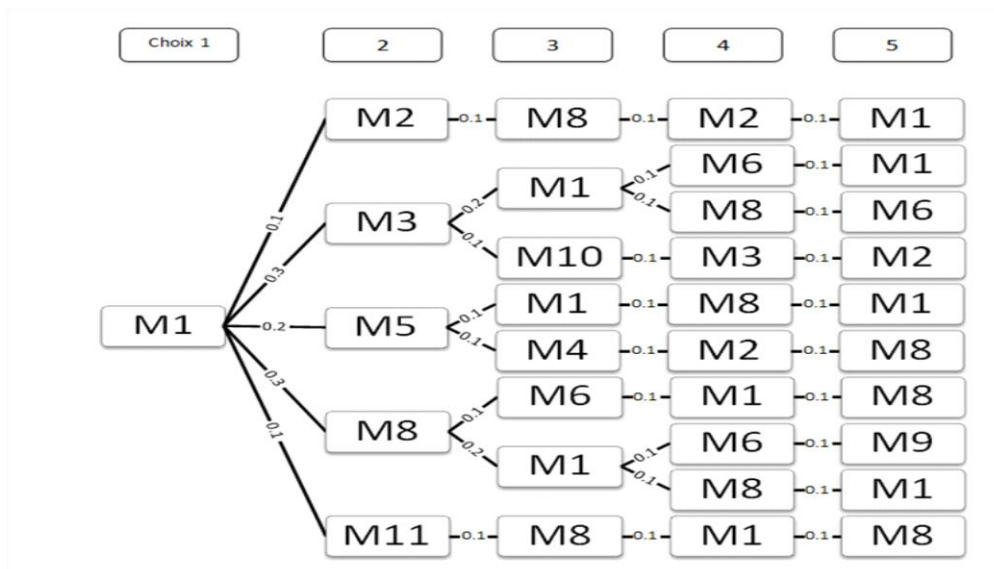 Choix 1 2 3 4 5
M2 0.1 M8 0.1 M2 0.1 M1
M6 0.1 M1
0.1
M1
0.2 0.1
M8 0.1 M6
M3
0.1
0.1
M10 0.1 M3 0.1 M2
0.3
M1 0.1 M8 0.1 M1
0.1
M1 0.2 M5
0.1
M4 0.1 M2 0.1 M8
0.3
M6 0.1 M1 0.1 M8
0.1
M8
0.1
0.2
M6 0.1 M9
0.1
M1
0.1
M8 0.1 M1
M11 0.1 M8 0.1 M1 0.1 M8